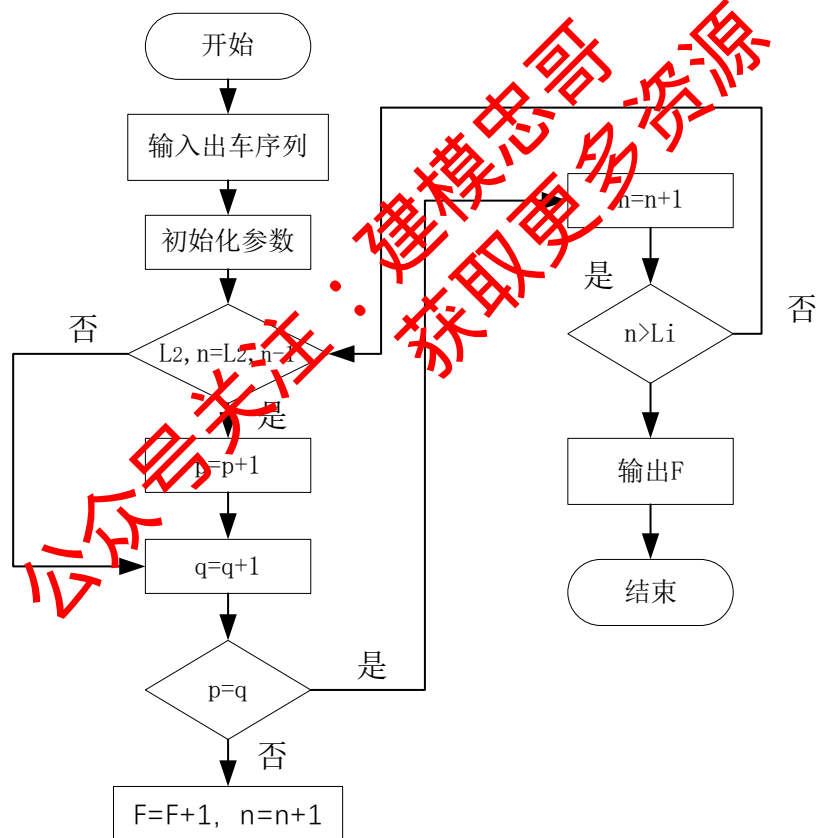 开始
输入出车序列
初始化参数
L2,n=L2,n-1
否
是
p=p+1
q=q+1
p=q
是
否
F=F+1, n=n+1
n=n+1
是
n>Li
否
输出F
结束
公众号关注:建模忠哥
获取更多资源